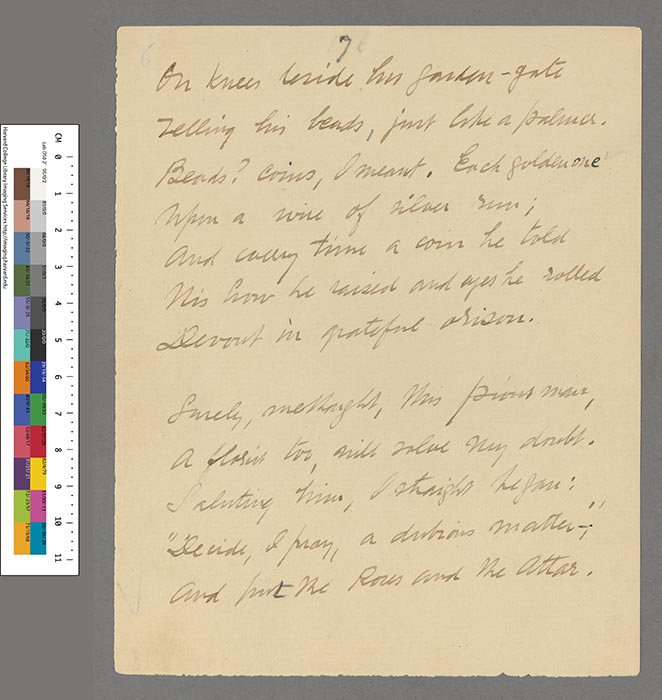 7
On knees beside his garden-gate
Telling his beads, just like a palmer.
Beads? coins, I meant. Each golden one
Upon a wire of silver run;
And every time a coin he told
His brow he raised and eyes he rolled
Devout in grateful orison.
Surely, methought, this pious man,
A florist too, will solve my doubt.
Saluting him, I straight began:
"Decide, I pray, a dubious matter,"—
And put the Roses and the Attar.
CM 0 1 2 3 4 5 6 7 8 9 10 11
Harvard College Library Imaging Services http://imaging.harvard.edu